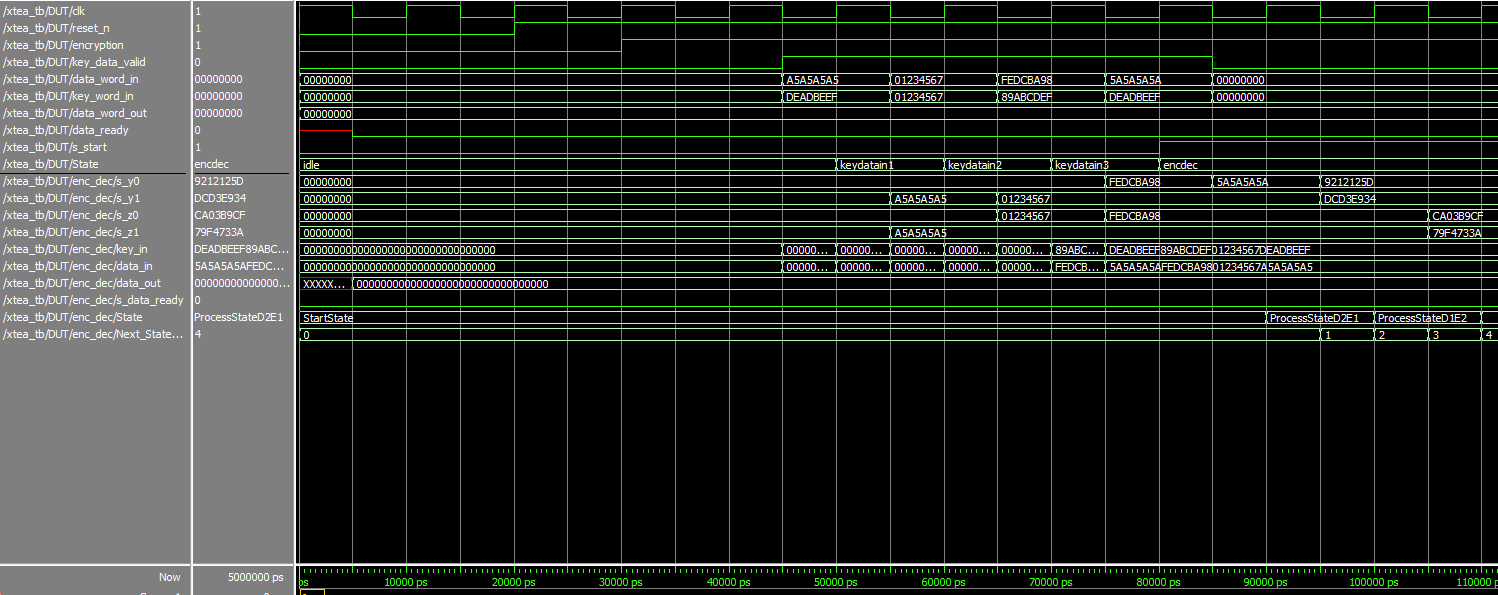 /xtea_tb/DUT/clk 1
/xtea_tb/DUT/reset_n 1
/xtea_tb/DUT/encryption 1
/xtea_tb/DUT/key_data_valid 0
/xtea_tb/DUT/data_word_in 00000000 00000000 A5A5A5A5 01234567 FEDCBA98 5A5A5A5A 00000000
/xtea_tb/DUT/key_word_in 00000000 00000000 DEADBEEF 01234567 89ABCDEF DEADBEEF 00000000
/xtea_tb/DUT/data_word_out 00000000 00000000
/xtea_tb/DUT/data_ready 0
/xtea_tb/DUT/s_start 1
/xtea_tb/DUT/State encdec idle keydatain1 keydatain2 keydatain3 encdec
/xtea_tb/DUT/enc_dec/s_y0 9212125D 00000000 FEDCBA98 5A5A5A5A 9212125D
/xtea_tb/DUT/enc_dec/s_y1 DCD3E934 00000000 A5A5A5A5 01234567 DCD3E934
/xtea_tb/DUT/enc_dec/s_z0 CA03B9CF 00000000 01234567 FEDCBA98 CA03B9CF
/xtea_tb/DUT/enc_dec/s_z1 79F4733A 00000000 A5A5A5A5 79F4733A
/xtea_tb/DUT/enc_dec/key_in DEADBEEF89ABC... 00000000000000000000000000000000 00000... 00000... 00000... 00000... 00000... 89ABC... DEADBEEF89ABCDEF01234567DEADBEEF
/xtea_tb/DUT/enc_dec/data_in 5A5A5A5AFEDC... 00000000000000000000000000000000 00000... 00000... 00000... 00000... 00000... FEDCB... 5A5A5A5AFEDCBA9801234567A5A5A5A5
/xtea_tb/DUT/enc_dec/data_out 00000000000000... XXXXX... 00000000000000000000000000000000
/xtea_tb/DUT/enc_dec/s_data_ready 0
/xtea_tb/DUT/enc_dec/State ProcessStateD2E1 StartState ProcessStateD2E1 ProcessStateD1E2
/xtea_tb/DUT/enc_dec/Next_State... 4 0 1 2 3 4
Now 5000000 ps ps 10000 ps 20000 ps 30000 ps 40000 ps 50000 ps 60000 ps 70000 ps 80000 ps 90000 ps 100000 ps 110000 p